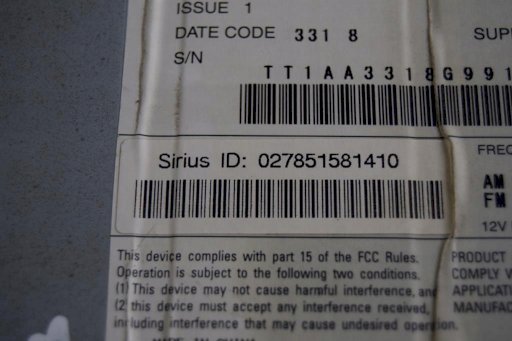 ISSUE 1
DATE CODE 331 8
S/N
TT1AA3318G991
Sirius ID: 027851581410
AM
FM
12V
This device complies with part 15 of the FCC Rules.
Operation is subject to the following two conditions.
(1) This device may not cause harmful interference, and
(2) this device must accept any interference received,
including interference that may cause undesired operation.
PRODUCT
COMPLY